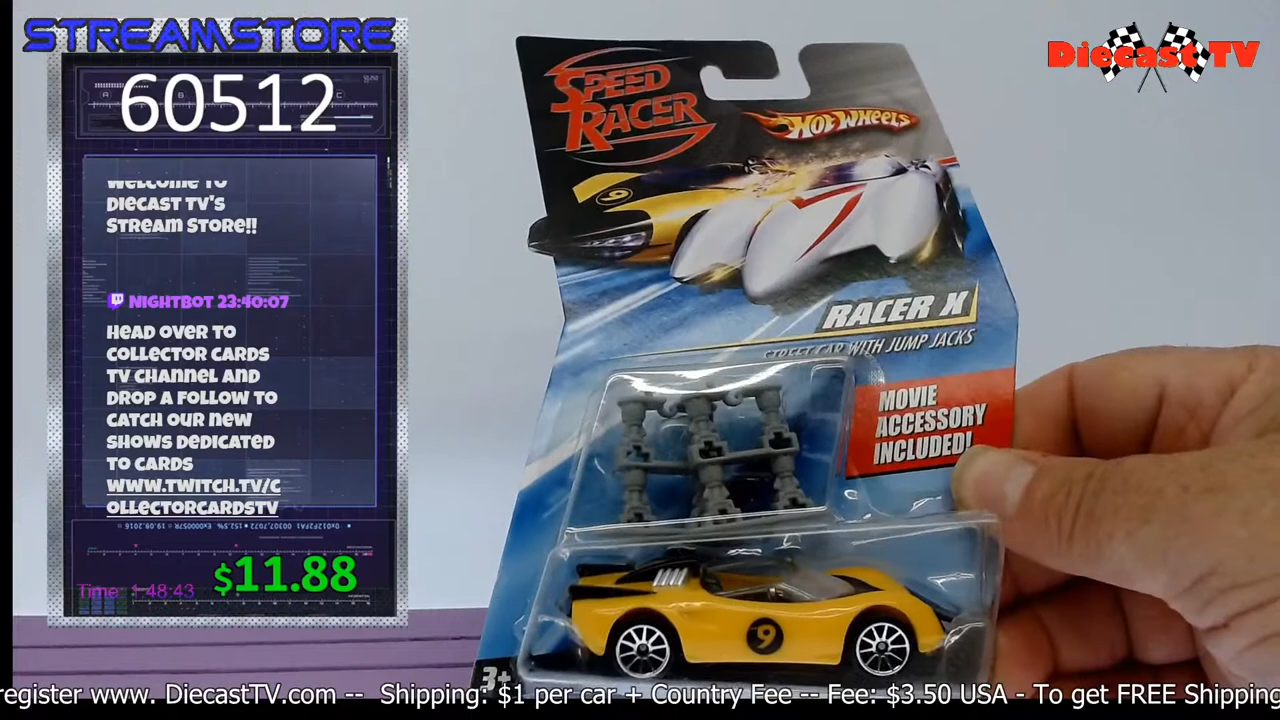 STREAMSTORE
60512
WELCOME TO
DIECAST TV'S
STREAM STORE!!
NIGHTBOT 23:40:07
HEAD OVER TO
COLLECTOR CARDS
TV CHANNEL AND
DROP A FOLLOW TO
CATCH OUR NEW
SHOWS DEDICATED
TO CARDS
WWW.TWITCH.TV/C
OLLECTORCARDSTV
Time: 1:48:43
$11.88
Diecast TV
SPEED
RACER
HOT WHEELS
9
RACER X
STREET CAR WITH JUMP JACKS
MOVIE
ACCESSORY
INCLUDED!
9
3+
register www. DiecastTV.com -- Shipping: $1 per car + Country Fee -- Fee: $3.50 USA - To get FREE Shipping